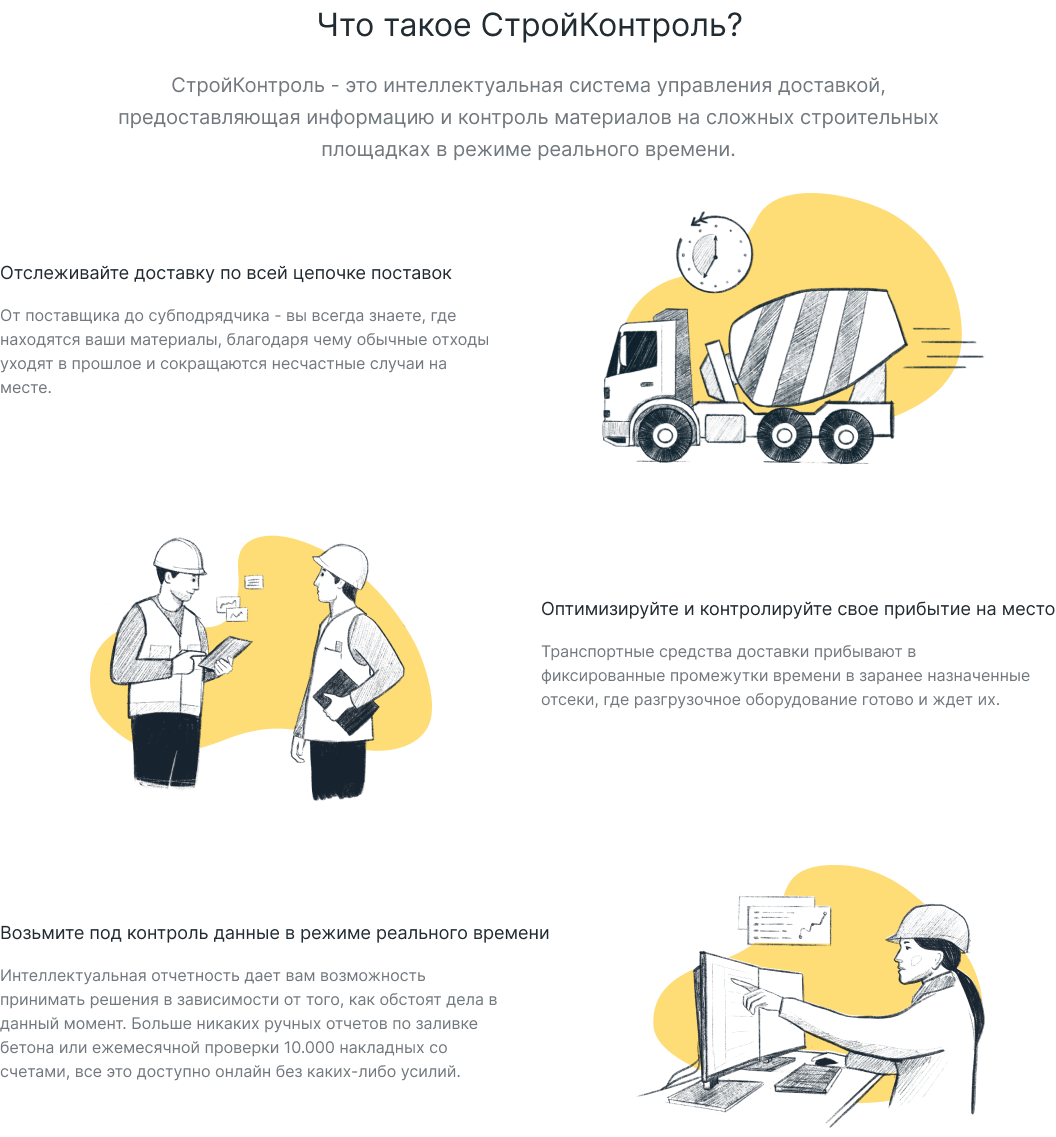 Что такое СтройКонтроль?
СтройКонтроль - это интеллектуальная система управления доставкой,
предоставляющая информацию и контроль материалов на сложных строительных
площадках в режиме реального времени.
Отслеживайте доставку по всей цепочке поставок
От поставщика до субподрядчика - вы всегда знаете, где
находятся ваши материалы, благодаря чему обычные отходы
уходят в прошлое и сокращаются несчастные случаи на
месте.
Оптимизируйте и контролируйте свое прибытие на место
Транспортные средства доставки прибывают в
фиксированные промежутки времени в заранее назначенные
отсеки, где разгрузочное оборудование готово и ждет их.
Возьмите под контроль данные в режиме реального времени
Интеллектуальная отчетность дает вам возможность
принимать решения в зависимости от того, как обстоят дела в
данный момент. Больше никаких ручных отчетов по заливке
бетона или ежемесячной проверки 10.000 накладных со
счетами, все это доступно онлайн без каких-либо усилий.